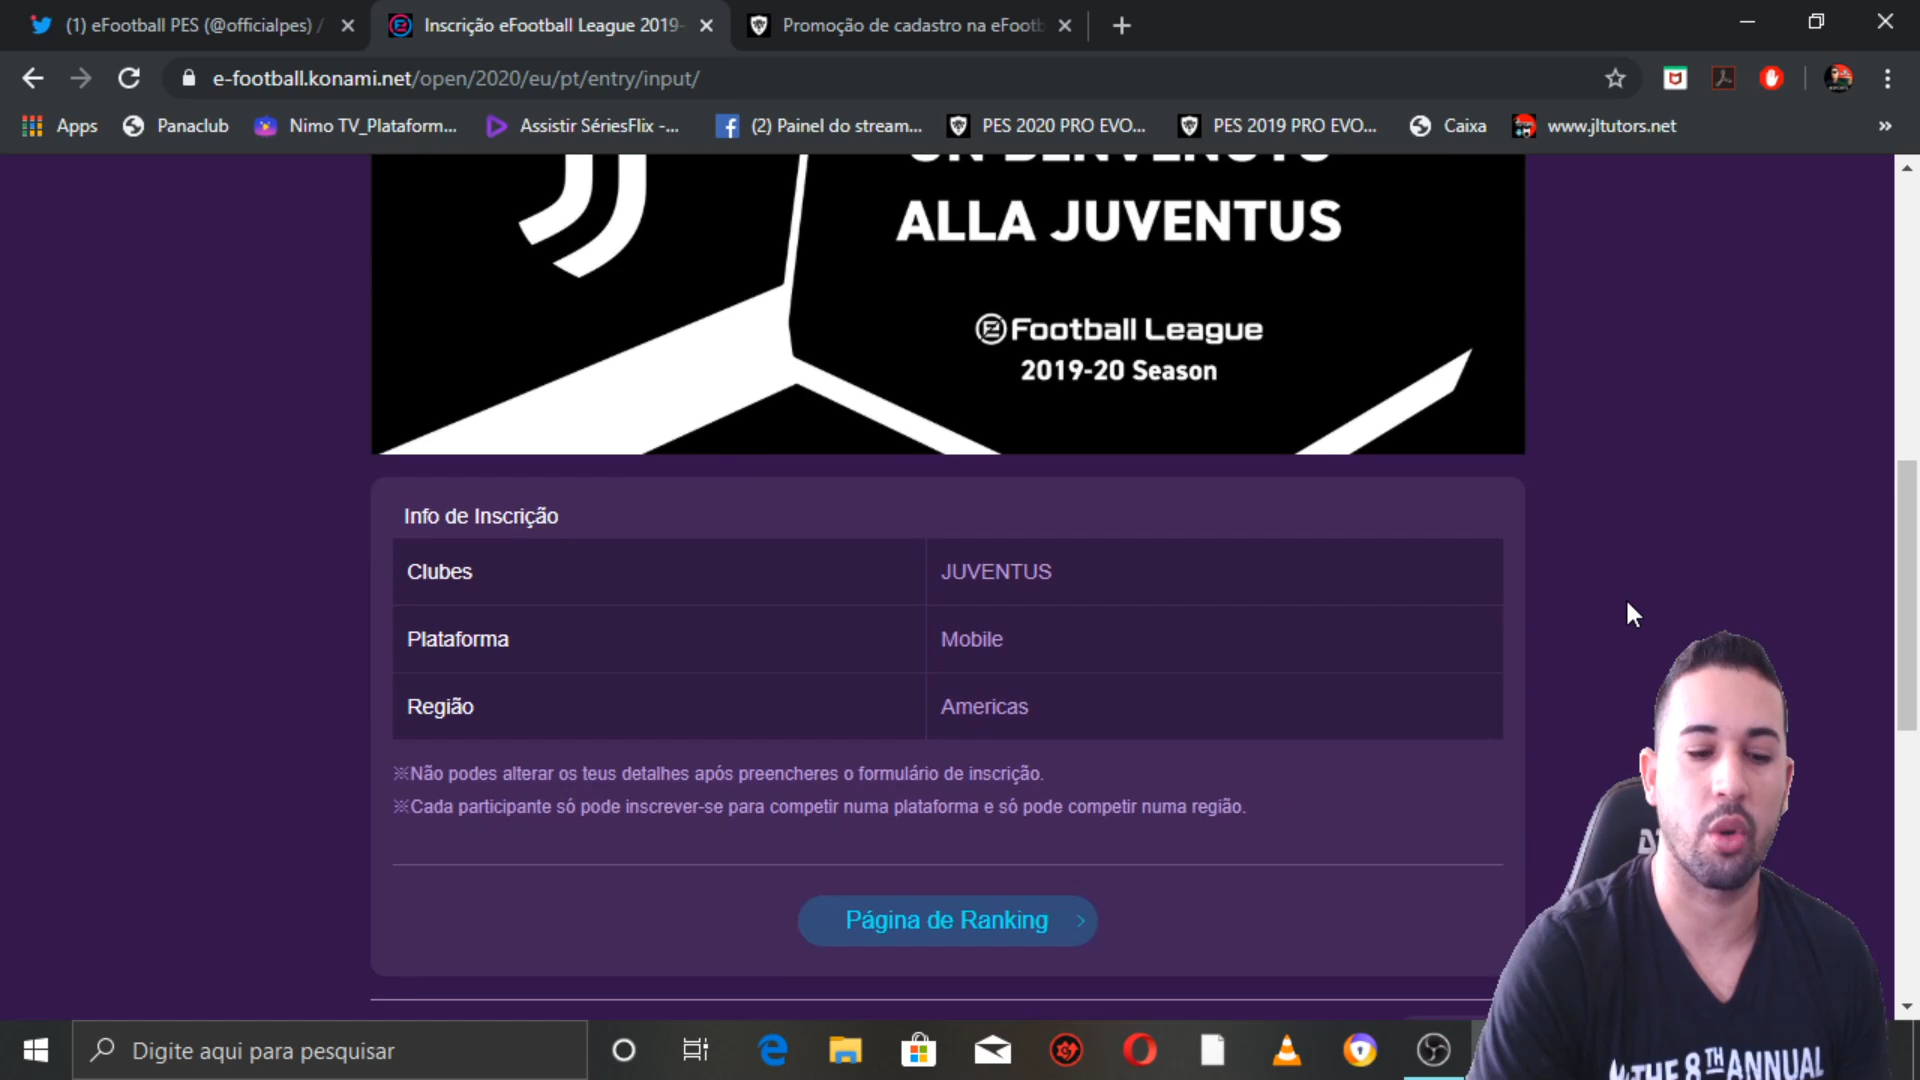 (1) eFootball PES (@officialpes) /
Inscrição eFootball League 2019-
Promoção de cadastro na eFootb
e-football.konami.net/open/2020/eu/pt/entry/input/
Apps
Panaclub
Nimo TV_Plataform...
Assistir SériesFlix -...
(2) Painel do stream...
PES 2020 PRO EVO...
PES 2019 PRO EVO...
Caixa
www.jltutors.net
»
UN BENVENUTO
ALLA JUVENTUS
Football League
2019-20 Season
Info de Inscrição
Clubes JUVENTUS
Plataforma Mobile
Região Americas
※Não podes alterar os teus detalhes após preencheres o formulário de inscrição.
※Cada participante só pode inscrever-se para competir numa plataforma e só pode competir numa região.
Página de Ranking >
Digite aqui para pesquisar
THE 8TH ANNUAL